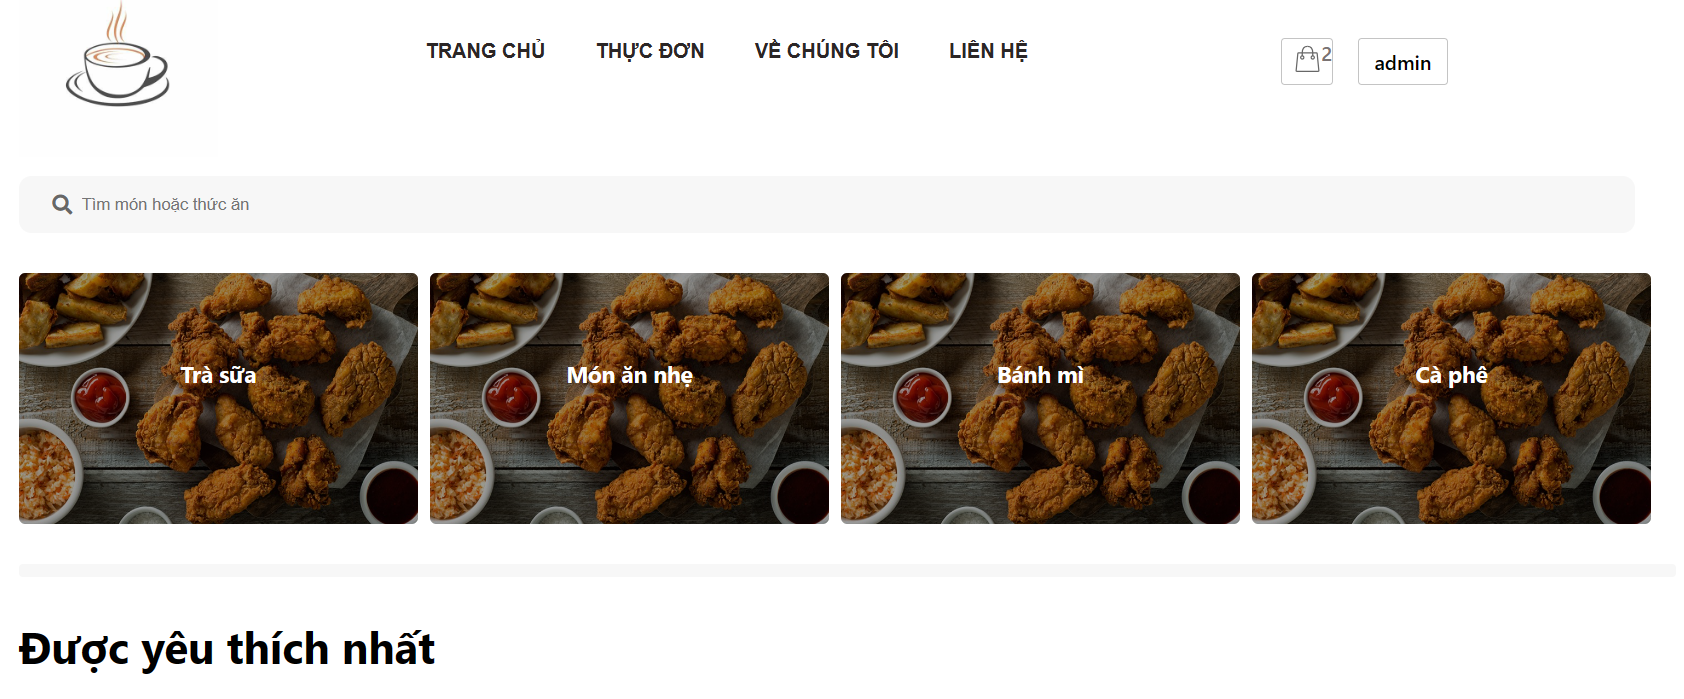 TRANG CHỦ THỰC ĐƠN VỀ CHÚNG TÔI LIÊN HỆ 2 admin
Tìm món hoặc thức ăn
Trà sữa Món ăn nhẹ Bánh mì Cà phê
Được yêu thích nhất